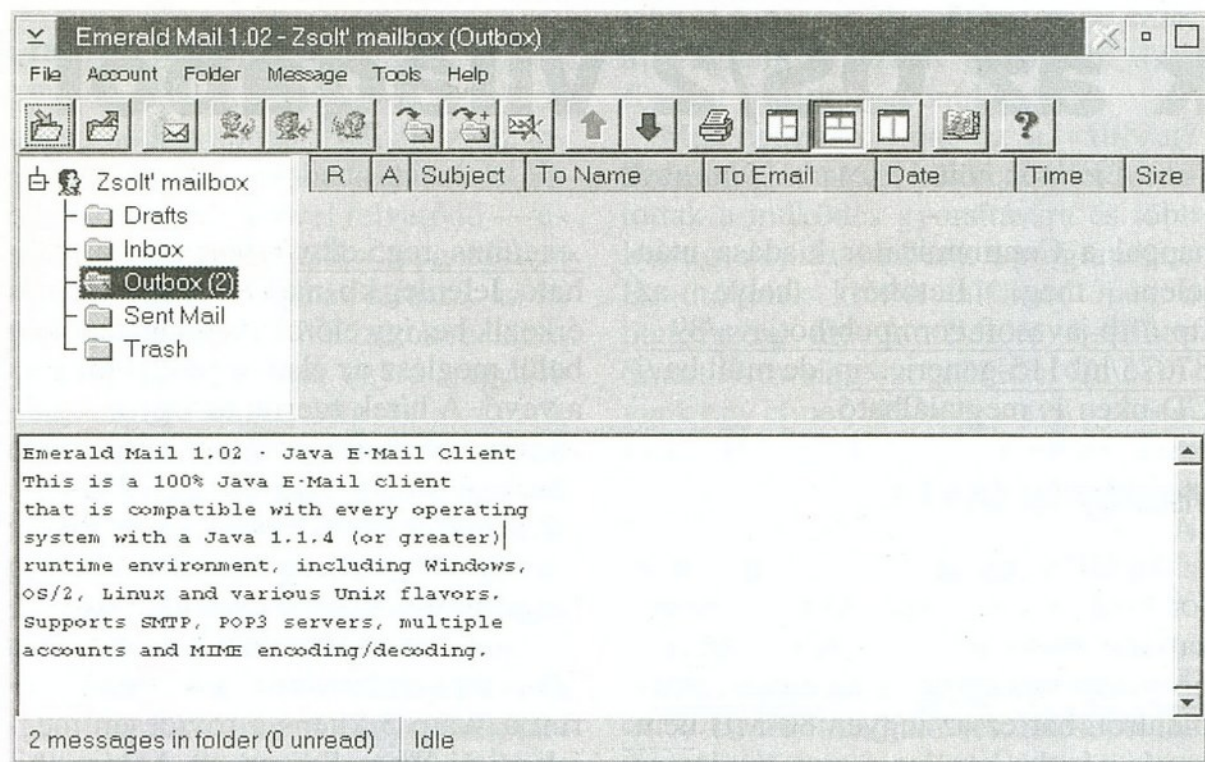 Emerald Mail 1.02 - Zsolt' mailbox (Outbox)
File Account Folder Message Tools Help
Zsolt' mailbox
Drafts
Inbox
Outbox (2)
Sent Mail
Trash
R A Subject To Name To Email Date Time Size
Emerald Mail 1.02 - Java E-Mail Client
This is a 100% Java E-Mail client
that is compatible with every operating
system with a Java 1.1.4 (or greater)
runtime environment, including Windows,
OS/2, Linux and various Unix flavors.
Supports SMTP, POP3 servers, multiple
accounts and MIME encoding/decoding.
2 messages in folder (0 unread) Idle